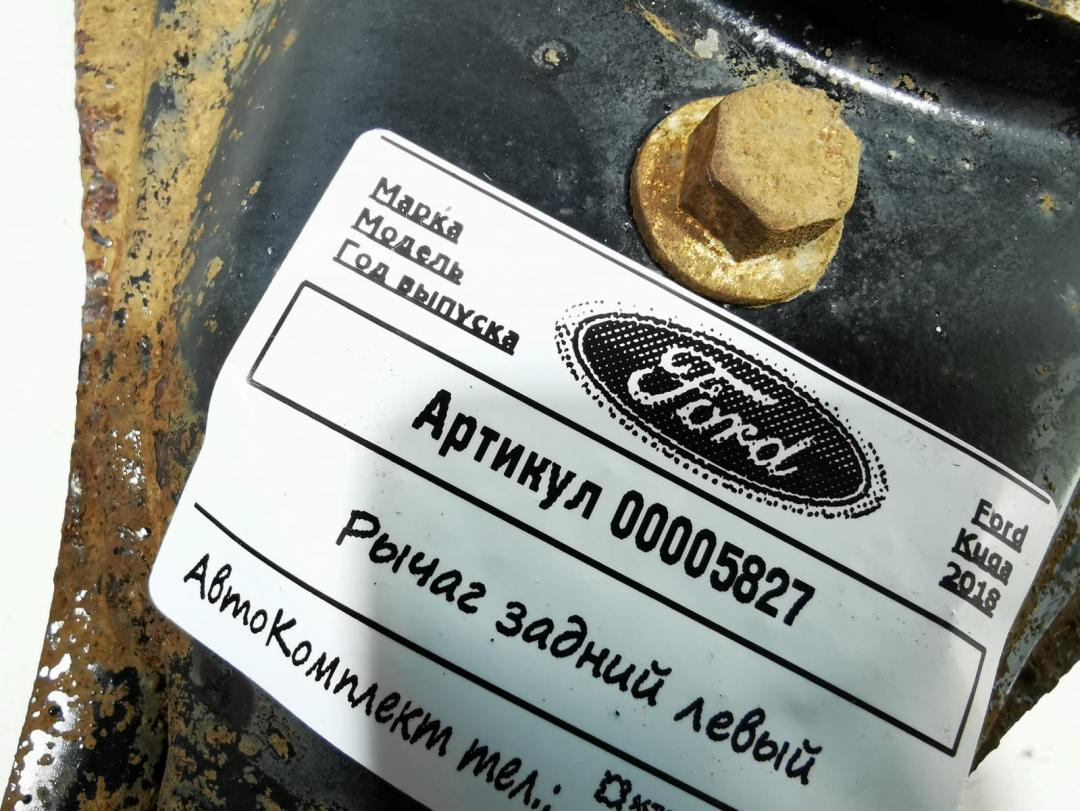 Марка Ford
Модель Kuga
Год выпуска 2018
Ford
Артикул 00005827
Рычаг задний левый
АвтоКомплект тел.: